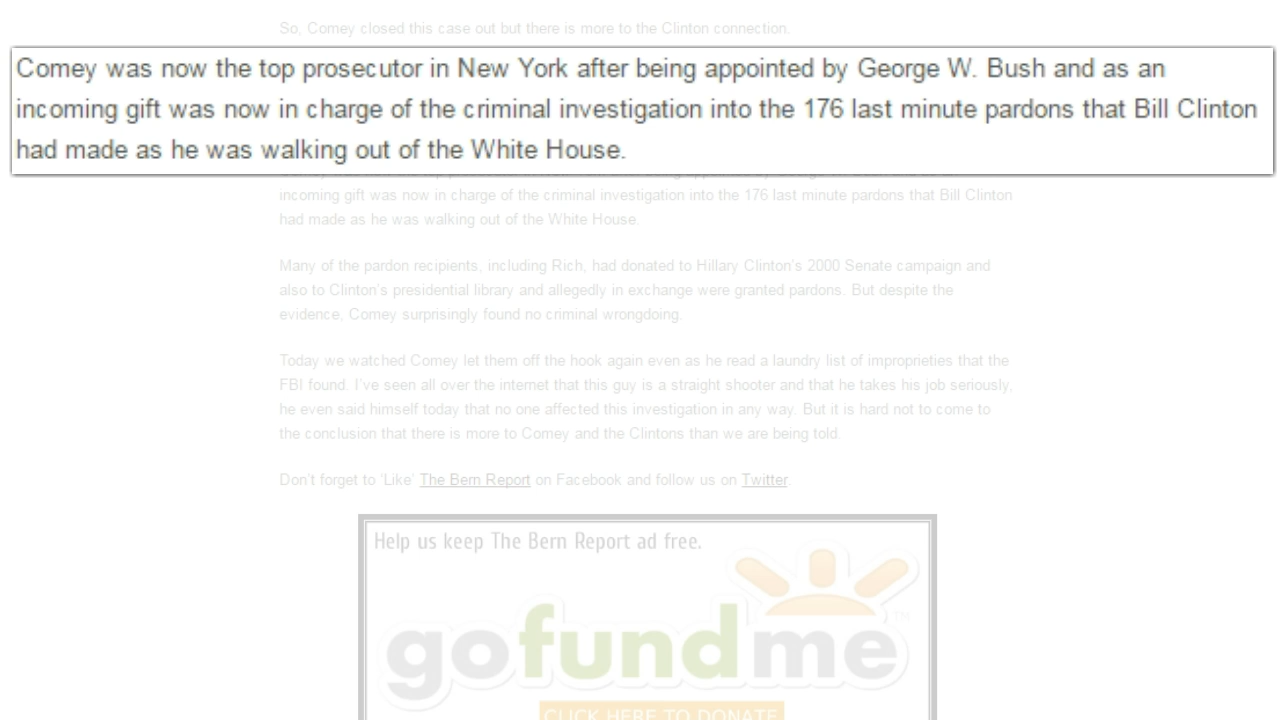 So, Comey closed this case out but there is more to the Clinton connection.
Comey was now the top prosecutor in New York after being appointed by George W. Bush and as an
incoming gift was now in charge of the criminal investigation into the 176 last minute pardons that Bill Clinton
had made as he was walking out of the White House.
incoming gift was now in charge of the criminal investigation into the 176 last minute pardons that Bill Clinton
had made as he was walking out of the White House.
Many of the pardon recipients, including Rich, had donated to Hillary Clinton's 2000 Senate campaign and
also to Clinton's presidential library and allegedly in exchange were granted pardons. But despite the
evidence, Comey surprisingly found no criminal wrongdoing.
Today we watched Comey let them off the hook again even as he read a laundry list of improprieties that the
FBI found. I've seen all over the internet that this guy is a straight shooter and that he takes his job seriously,
he even said himself today that no one affected this investigation in any way. But it is hard not to come to
the conclusion that there is more to Comey and the Clintons than we are being told.
Don't forget to 'Like' The Bern Report on Facebook and follow us on Twitter.
Help us keep The Bern Report ad free.
gofundme™
CLICK HERE TO DONATE